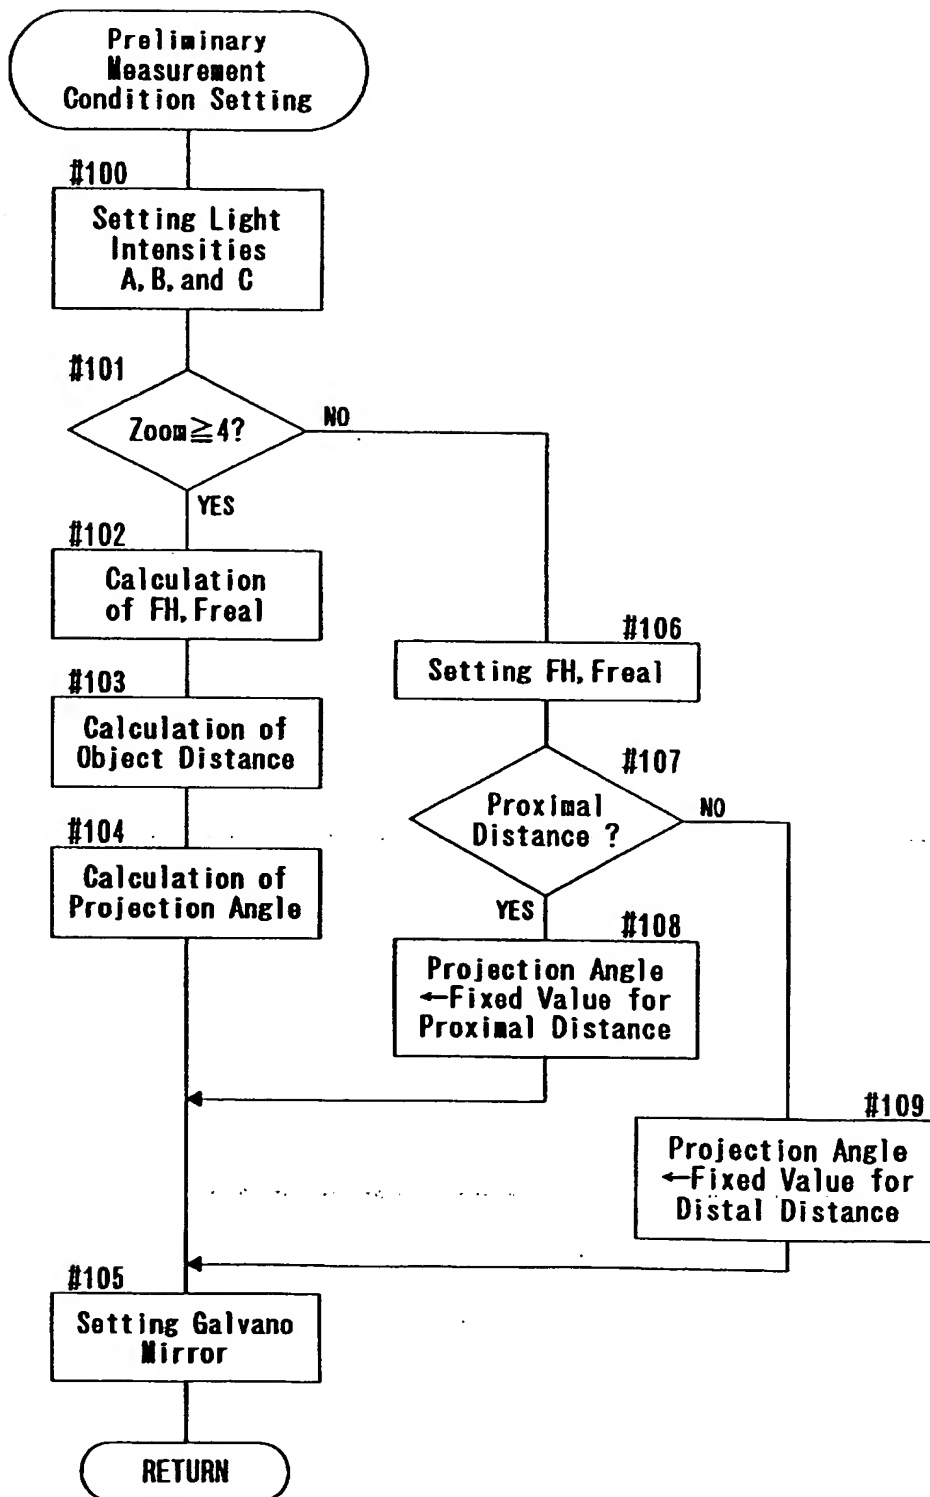 Preliminary
Measurement
Condition Setting
#100
Setting Light
Intensities
A, B, and C
#101
Zoom≧4?
NO
YES
#102
Calculation
of FH, Freal
#103
Calculation of
Object Distance
#104
Calculation of
Projection Angle
#106
Setting FH, Freal
#107
Proximal
Distance ?
NO
YES
#108
Projection Angle
←Fixed Value for
Proximal Distance
#109
Projection Angle
←Fixed Value for
Distal Distance
#105
Setting Galvano
Mirror
RETURN